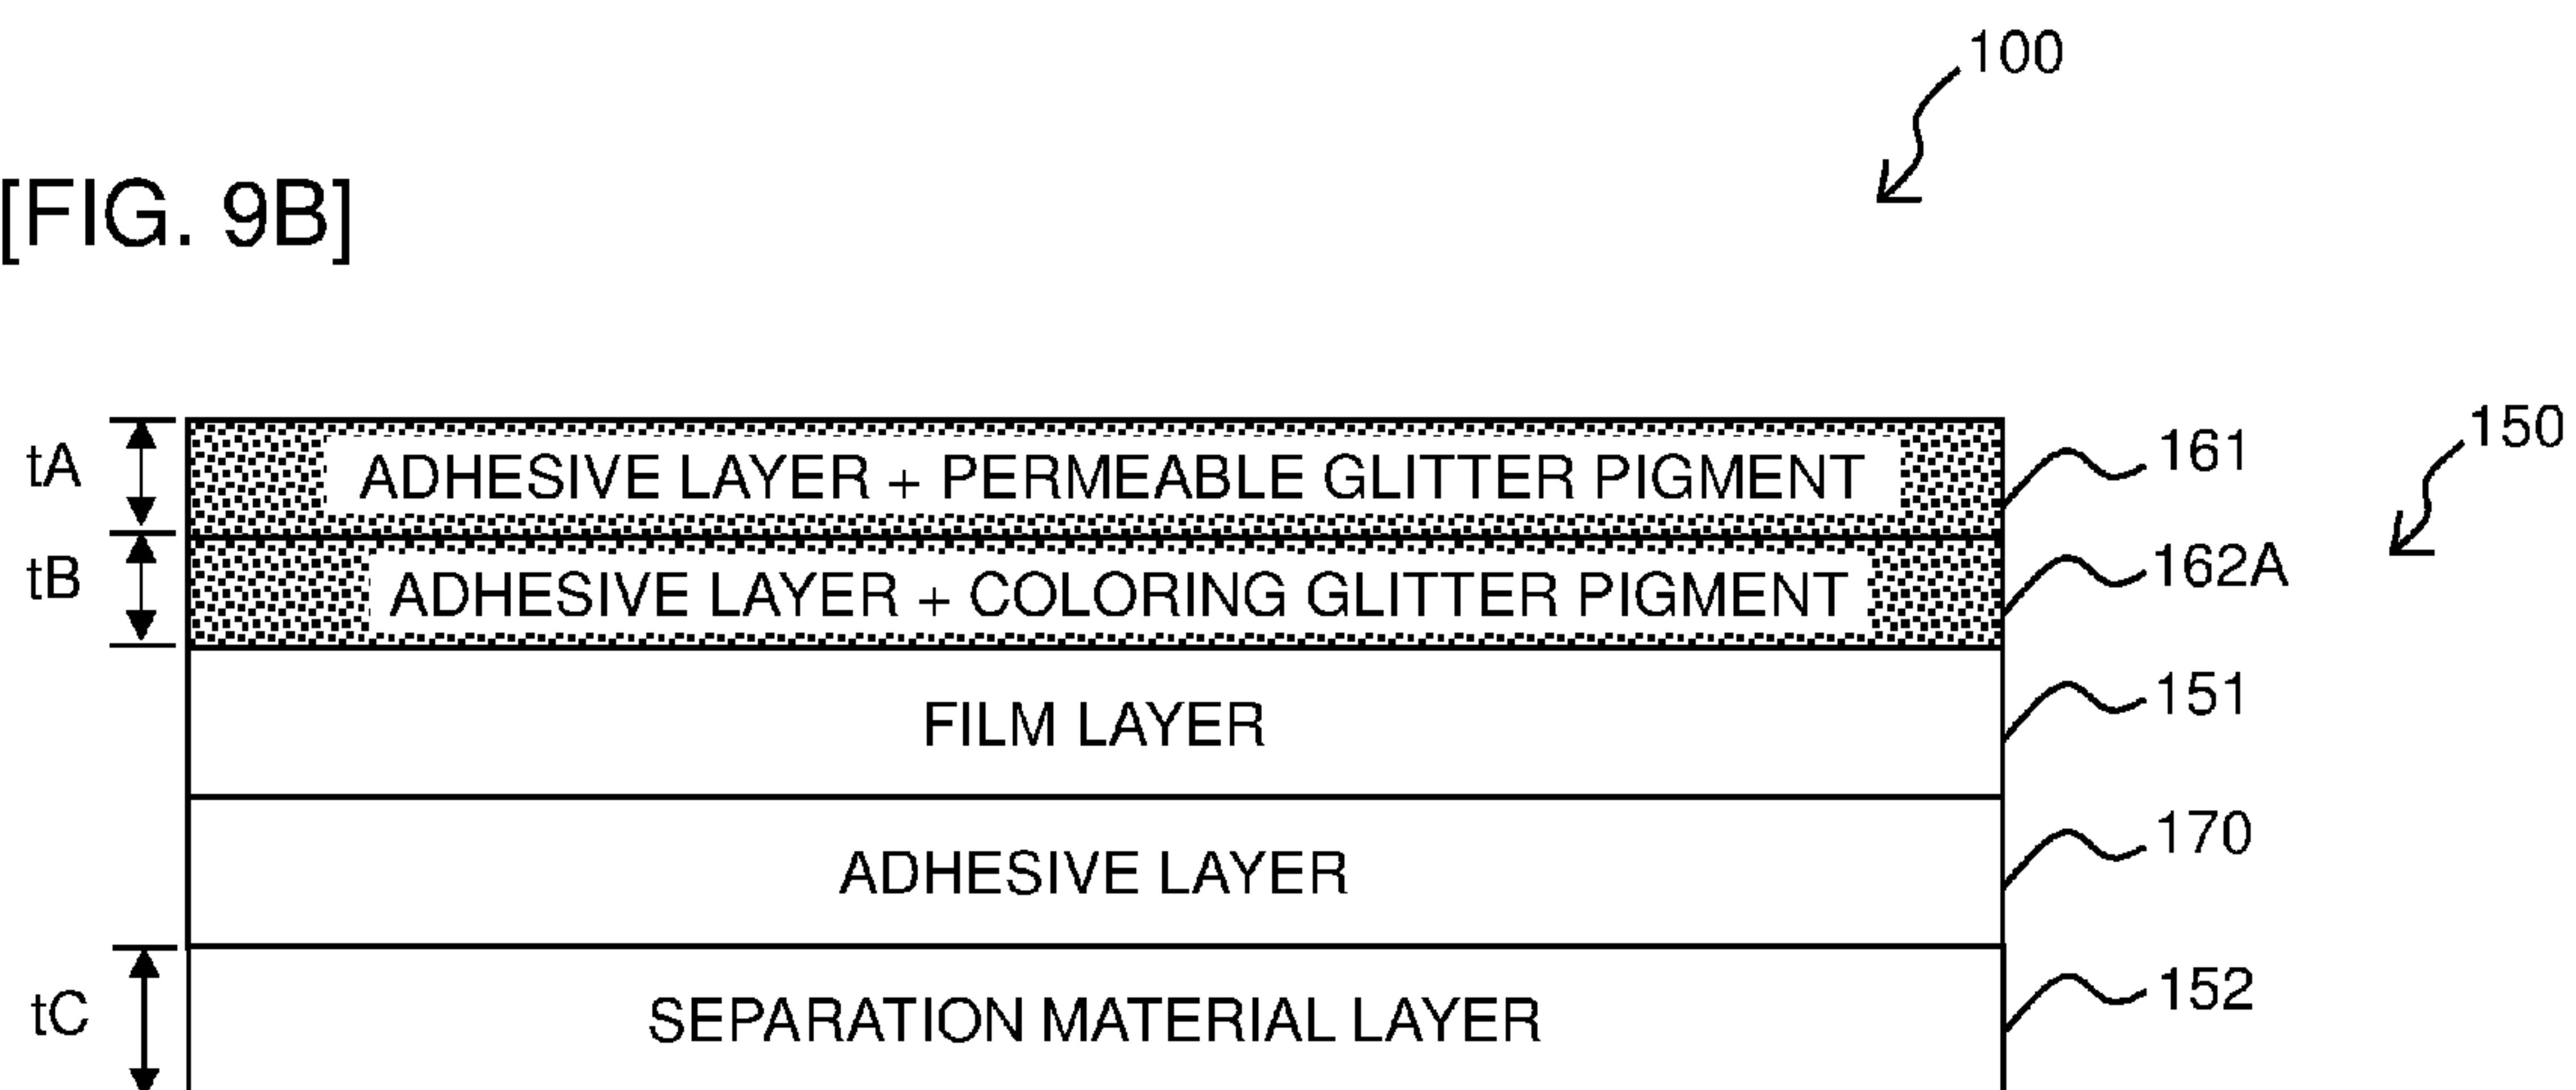 100
[FIG. 9B]
150
tA ADHESIVE LAYER + PERMEABLE GLITTER PIGMENT 161
tB ADHESIVE LAYER + COLORING GLITTER PIGMENT 162A
FILM LAYER 151
ADHESIVE LAYER 170
tC SEPARATION MATERIAL LAYER 152